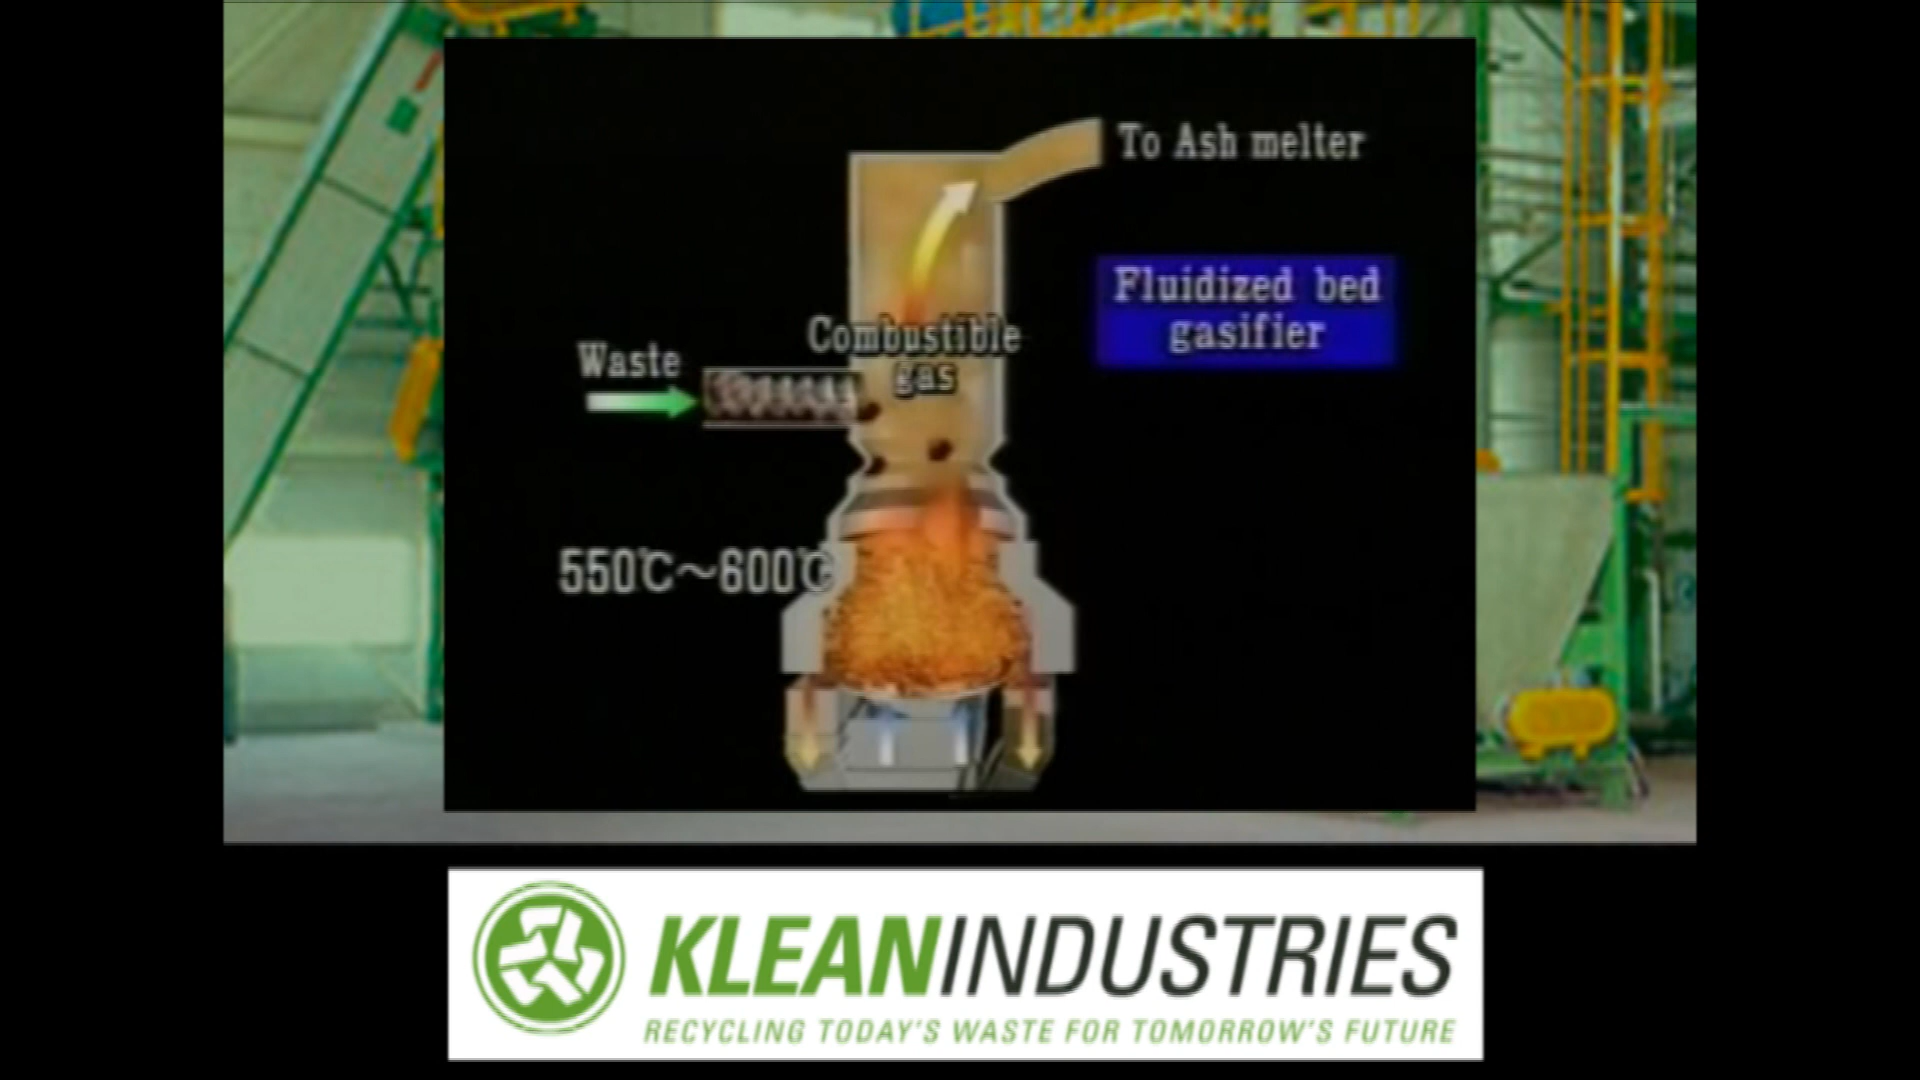 To Ash melter
Fluidized bed
gasifier
Combustible
gas
Waste
550℃～600℃
KLEANINDUSTRIES
RECYCLING TODAY'S WASTE FOR TOMORROW'S FUTURE